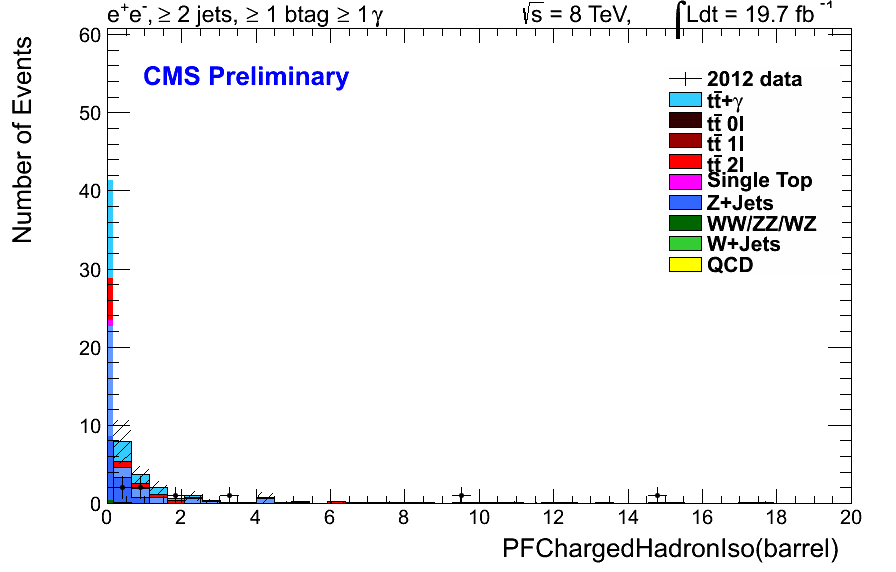 e⁺e⁻, ≥ 2 jets, ≥ 1 btag ≥ 1 γ √s = 8 TeV, ∫Ldt = 19.7 fb⁻¹
CMS Preliminary
2012 data
tt̄+γ
tt̄ 0l
tt̄ 1l
tt̄ 2l
Single Top
Z+Jets
WW/ZZ/WZ
W+Jets
QCD
Number of Events
60
50
40
30
20
10
0
0 2 4 6 8 10 12 14 16 18 20
PFChargedHadronIso(barrel)